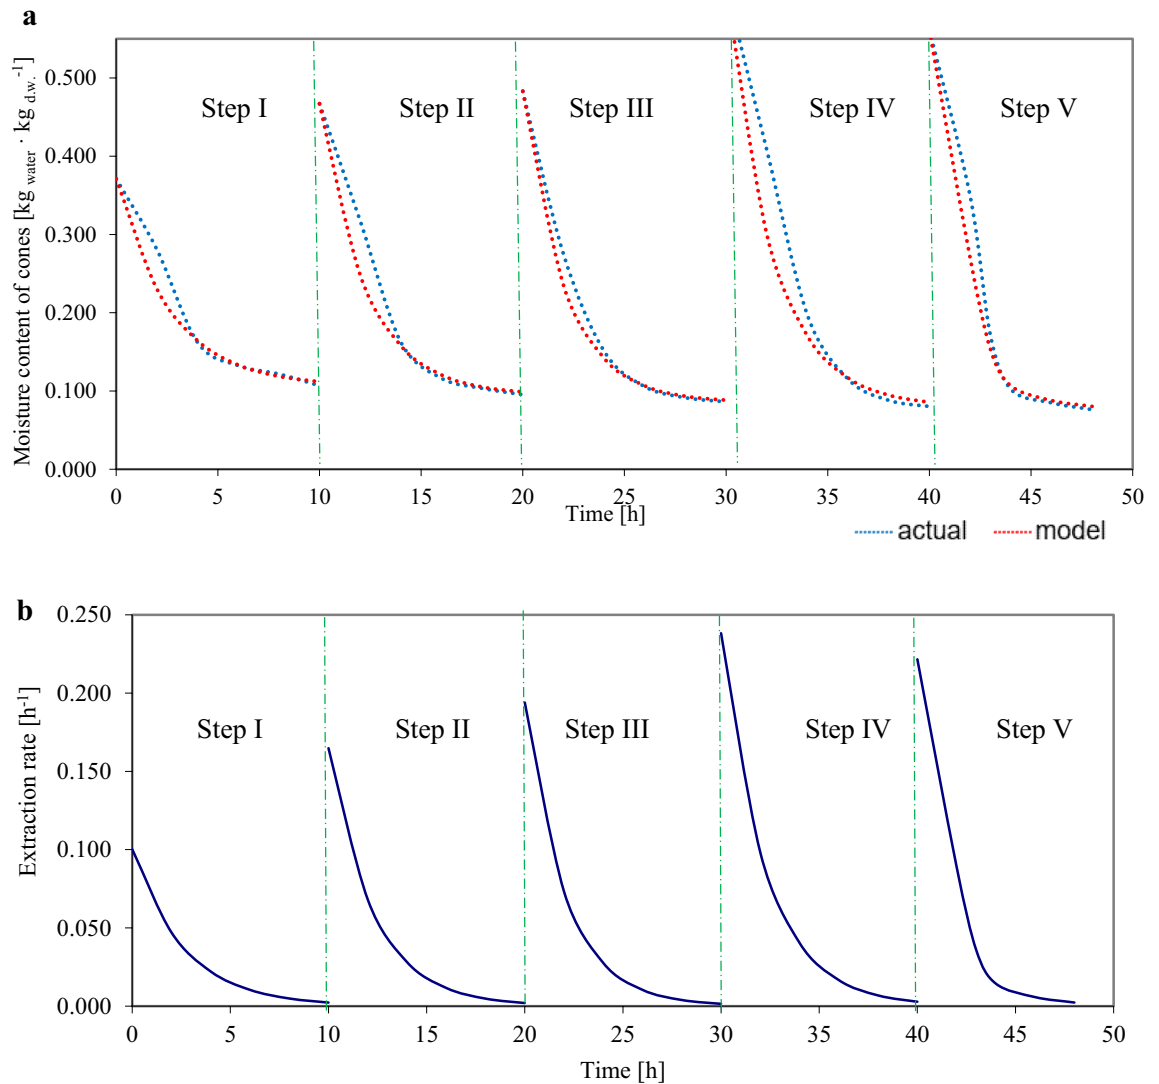 a
Moisture content of cones [kg water · kg d.w.-1]
0.500
0.400
0.300
0.200
0.100
0.000
Step I
Step II
Step III
Step IV
Step V
0
5
10
15
20
25
30
35
40
45
50
Time [h]
actual
model
b
Extraction rate [h-1]
0.250
0.200
0.150
0.100
0.050
0.000
Step I
Step II
Step III
Step IV
Step V
0
5
10
15
20
25
30
35
40
45
50
Time [h]